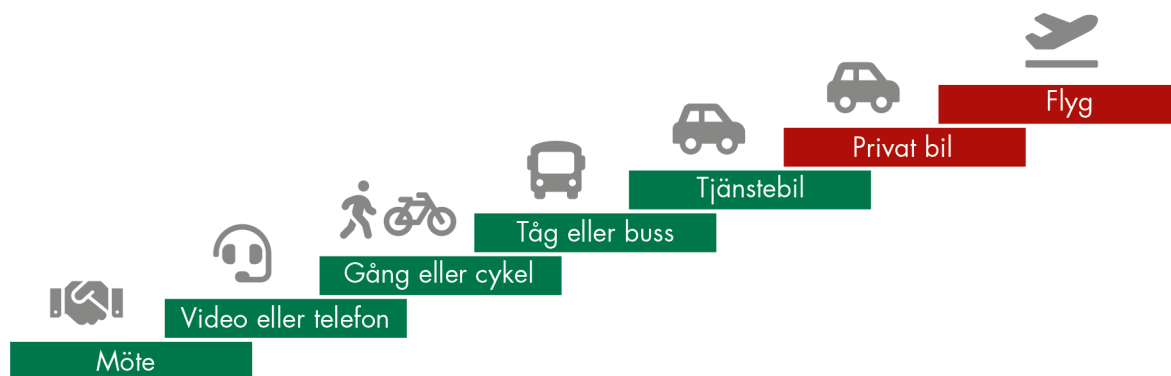 Flyg
Privat bil
Tjänstebil
Tåg eller buss
Gång eller cykel
Video eller telefon
Möte